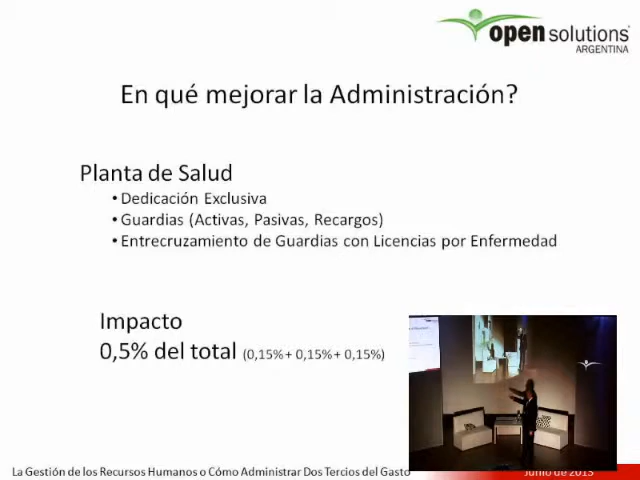 open solutions
ARGENTINA
En qué mejorar la Administración?
Planta de Salud
• Dedicación Exclusiva
• Guardias (Activas, Pasivas, Recargos)
• Entrecruzamiento de Guardias con Licencias por Enfermedad
Impacto
0,5% del total (0,15% + 0,15% + 0,15%)
La Gestión de los Recursos Humanos o Cómo Administrar Dos Tercios del Gasto
Junio de 2013